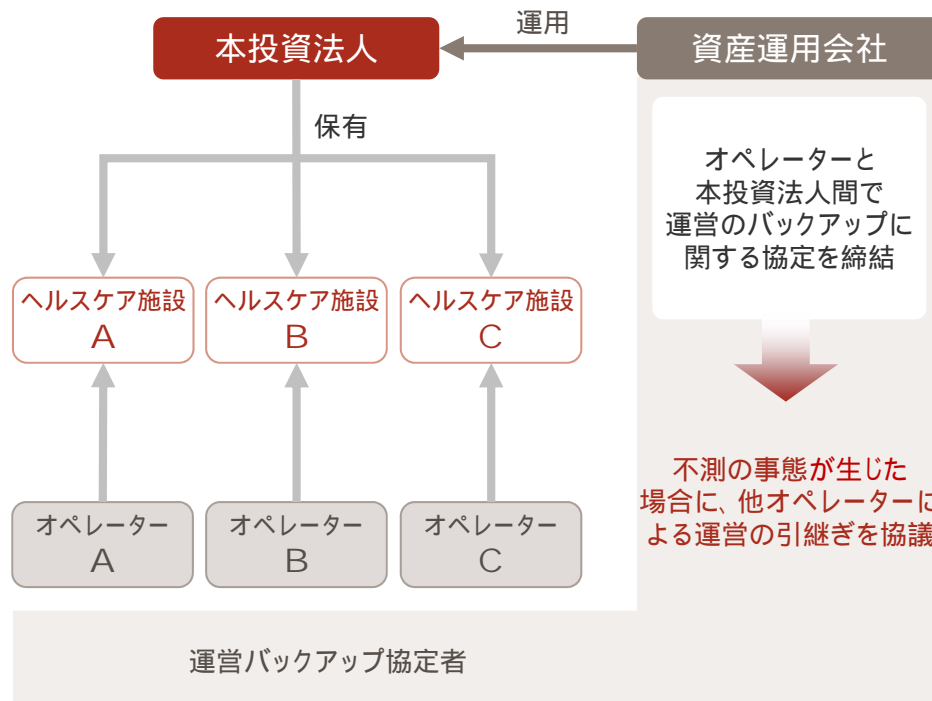 運用
本投資法人
資産運用会社
保有
オペレーターと
本投資法人間で
運営のバックアップに
関する協定を締結
ヘルスケア施設
A
ヘルスケア施設
B
ヘルスケア施設
C
不測の事態が生じた
場合に、他オペレーターに
よる運営の引継ぎを協議
オペレーター
A
オペレーター
B
オペレーター
C
運営バックアップ協定者